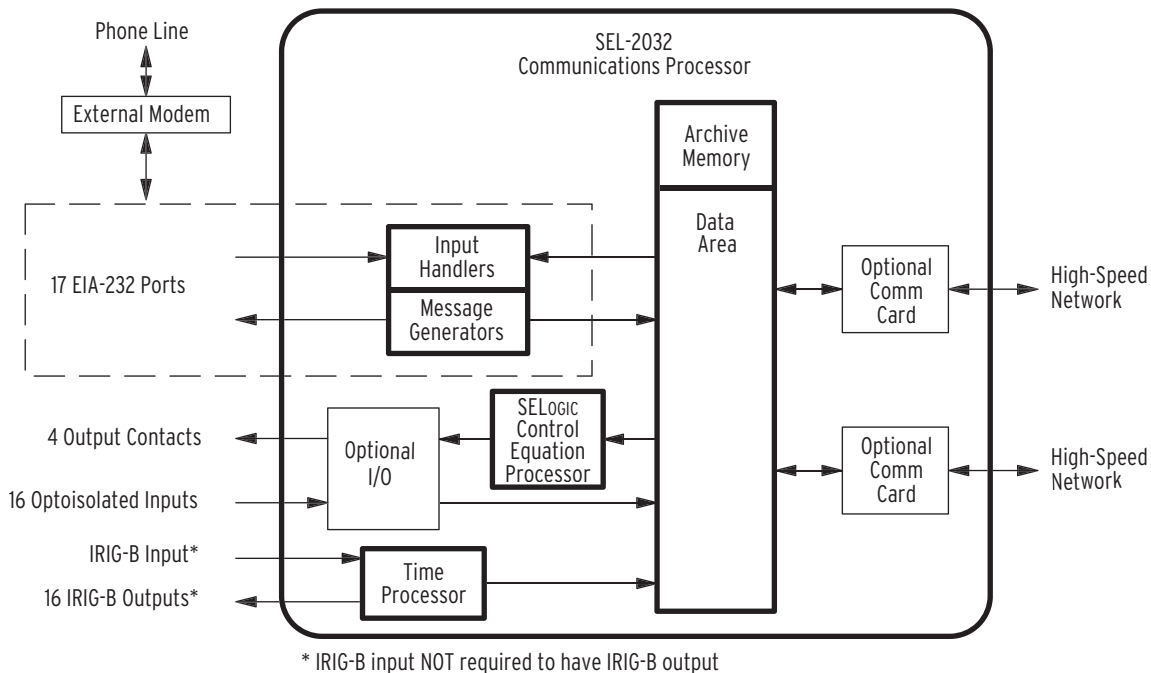 Phone Line
External Modem
SEL-2032
Communications Processor
Archive
Memory
Data
Area
17 EIA-232 Ports
Input
Handlers
Message
Generators
Optional
Comm
Card
High-Speed
Network
4 Output Contacts
16 Optoisolated Inputs
Optional
I/O
SELOGIC
Control
Equation
Processor
Optional
Comm
Card
High-Speed
Network
IRIG-B Input*
16 IRIG-B Outputs*
Time
Processor
* IRIG-B input NOT required to have IRIG-B output